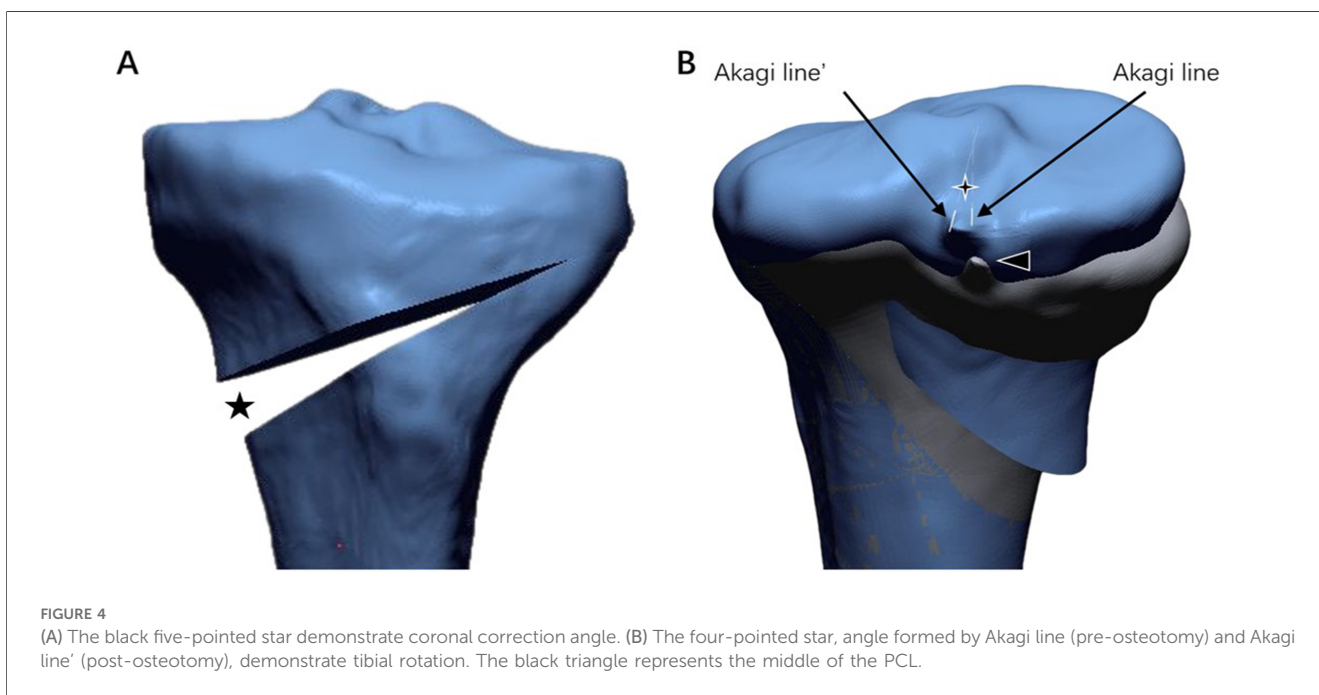 A
B
Akagi line’
Akagi line
FIGURE 4
(A) The black five-pointed star demonstrate coronal correction angle. (B) The four-pointed star, angle formed by Akagi line (pre-osteotomy) and Akagi
line′ (post-osteotomy), demonstrate tibial rotation. The black triangle represents the middle of the PCL.